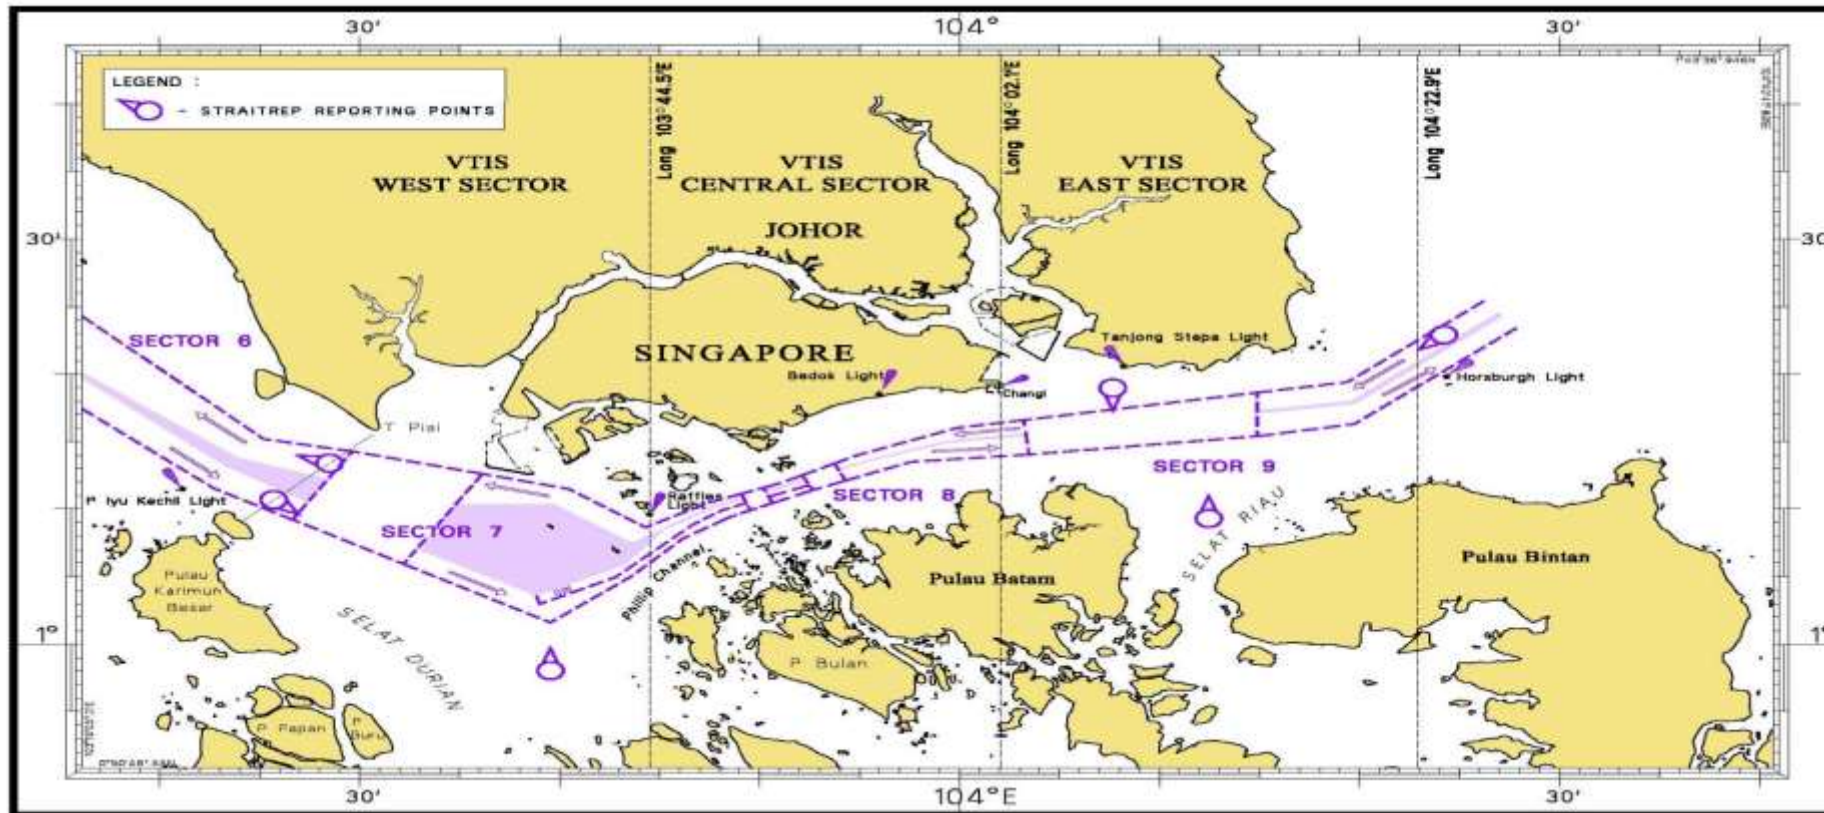 30'
104°
30'
LEGEND :
- STRAITREP REPORTING POINTS
Long 103° 44.5'E
Long 104° 02.1'E
Long 104° 22.9'E
VTIS
WEST SECTOR
VTIS
CENTRAL SECTOR
VTIS
EAST SECTOR
JOHOR
30'
30
SECTOR 6
SINGAPORE
Tanjong Stapa Light
Bedok Light
Changi
Horsburgh Light
T Piai
P Iyu Kechil Light
Raffles
Light
SECTOR 7
SECTOR 8
SECTOR 9
SELAT RIAU
Phillip Channel
Pulau Batam
Pulau Bintan
Pulau
Karimun
Besar
SELAT DURIAN
1°
1°
P Bulan
P Papan
P
Buru
30'
104°E
30'